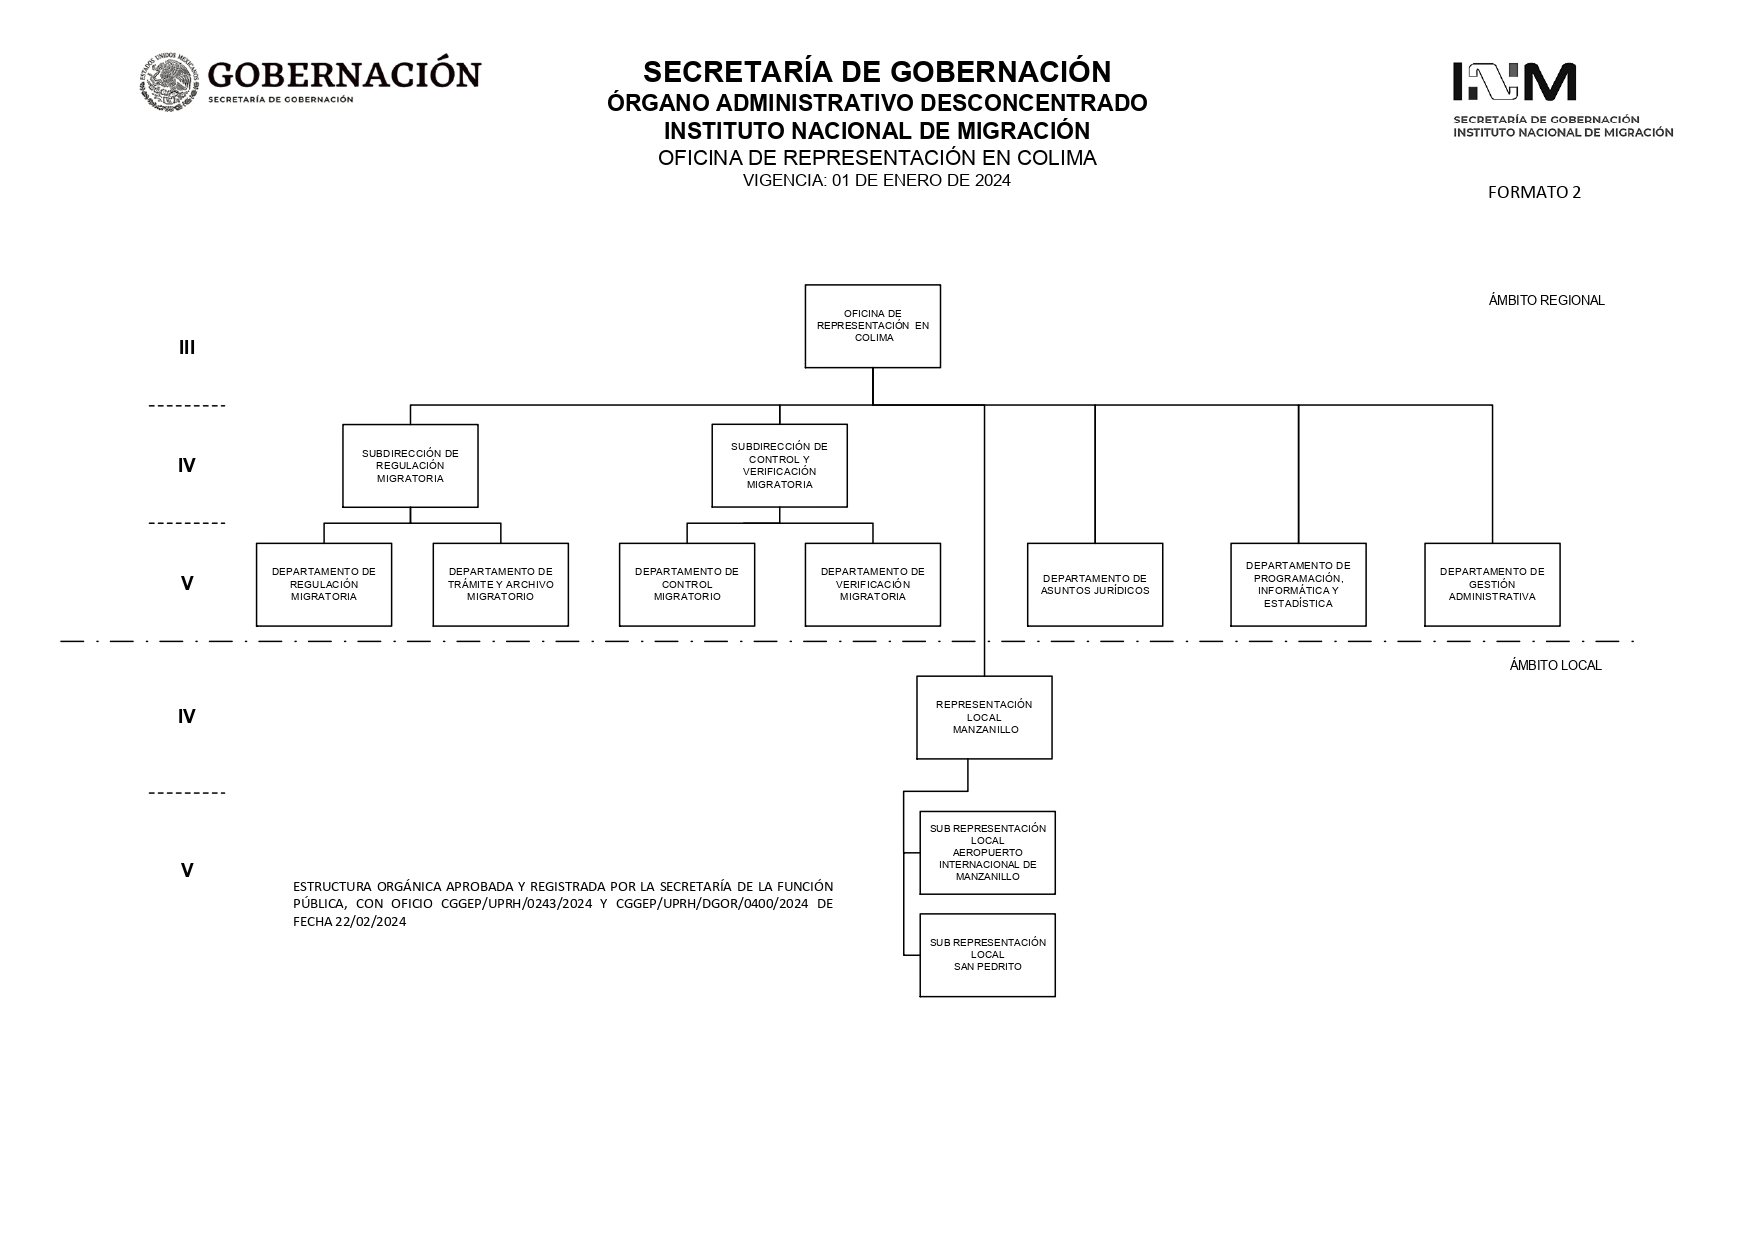 GOBERNACIÓN
SECRETARÍA DE GOBERNACIÓN
SECRETARÍA DE GOBERNACIÓN
ÓRGANO ADMINISTRATIVO DESCONCENTRADO
INSTITUTO NACIONAL DE MIGRACIÓN
OFICINA DE REPRESENTACIÓN EN COLIMA
VIGENCIA: 01 DE ENERO DE 2024
INM
SECRETARÍA DE GOBERNACIÓN
INSTITUTO NACIONAL DE MIGRACIÓN
FORMATO 2
ÁMBITO REGIONAL
III
OFICINA DE
REPRESENTACIÓN EN
COLIMA
IV
SUBDIRECCIÓN DE
REGULACIÓN
MIGRATORIA
SUBDIRECCIÓN DE
CONTROL Y
VERIFICACIÓN
MIGRATORIA
V
DEPARTAMENTO DE
REGULACIÓN
MIGRATORIA
DEPARTAMENTO DE
TRÁMITE Y ARCHIVO
MIGRATORIO
DEPARTAMENTO DE
CONTROL
MIGRATORIO
DEPARTAMENTO DE
VERIFICACIÓN
MIGRATORIA
DEPARTAMENTO DE
ASUNTOS JURÍDICOS
DEPARTAMENTO DE
PROGRAMACIÓN,
INFORMÁTICA Y
ESTADÍSTICA
DEPARTAMENTO DE
GESTIÓN
ADMINISTRATIVA
ÁMBITO LOCAL
IV
REPRESENTACIÓN
LOCAL
MANZANILLO
V
SUB REPRESENTACIÓN
LOCAL
AEROPUERTO
INTERNACIONAL DE
MANZANILLO
ESTRUCTURA ORGÁNICA APROBADA Y REGISTRADA POR LA SECRETARÍA DE LA FUNCIÓN
PÚBLICA, CON OFICIO CGGEP/UPRH/0243/2024 Y CGGEP/UPRH/DGOR/0400/2024 DE
FECHA 22/02/2024
SUB REPRESENTACIÓN
LOCAL
SAN PEDRITO